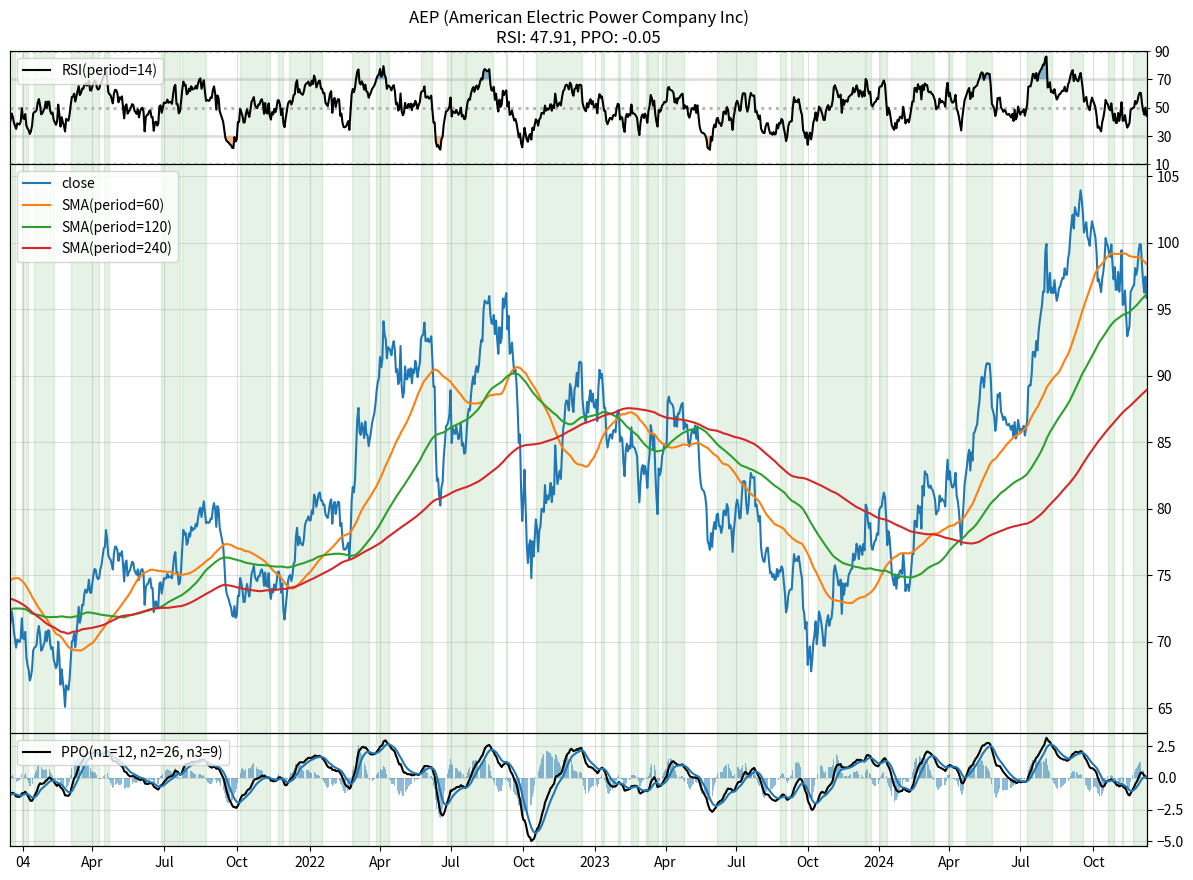 AEP (American Electric Power Company Inc)
RSI: 47.91, PPO: -0.05
RSI(period=14)
90
70
50
30
10
close
SMA(period=60)
SMA(period=120)
SMA(period=240)
105
100
95
90
85
80
75
70
65
PPO(n1=12, n2=26, n3=9)
2.5
0.0
−2.5
−5.0
04 Apr Jul Oct 2022 Apr Jul Oct 2023 Apr Jul Oct 2024 Apr Jul Oct